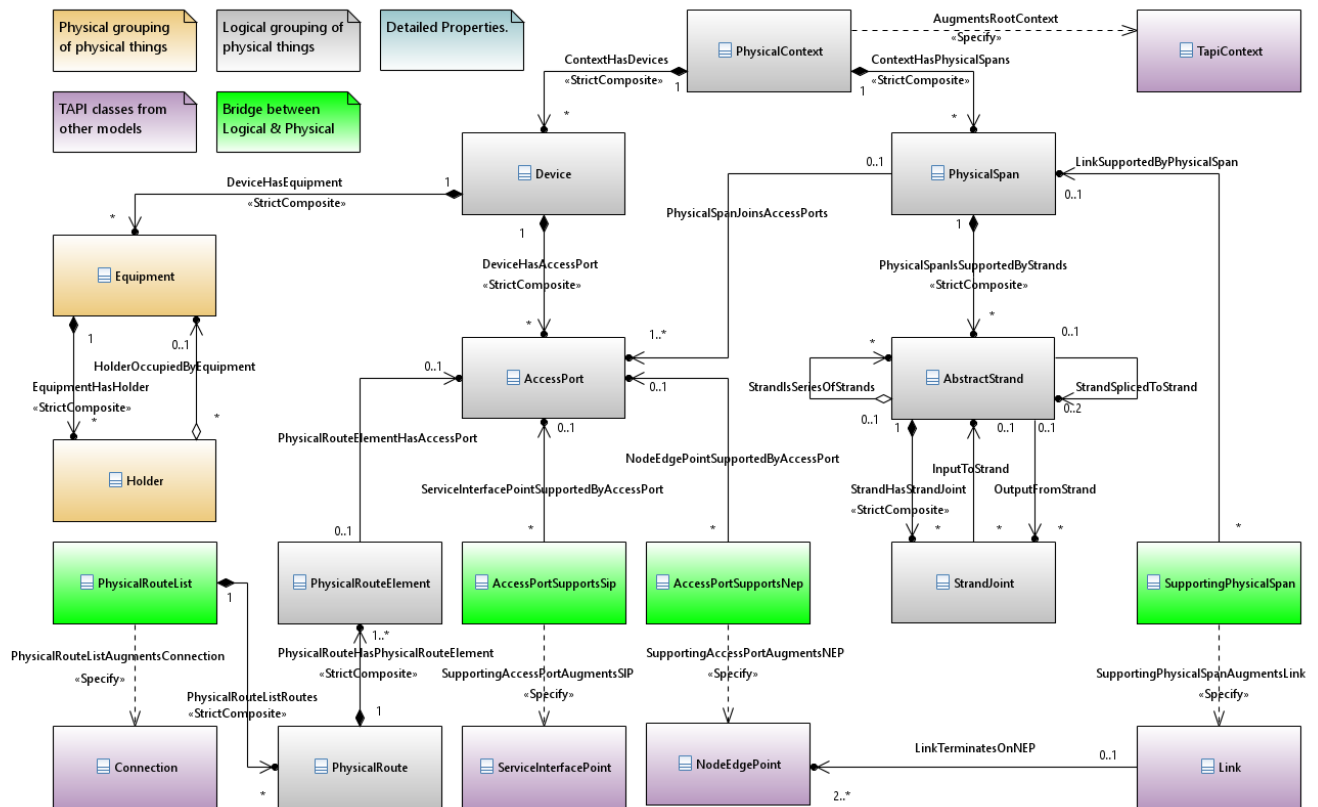 Physical grouping
of physical things
Logical grouping of
physical things
Detailed Properties.
TAPI classes from
other models
Bridge between
Logical & Physical
PhysicalContext
AugmentsRootContext
«Specify»
TapiContext
ContextHasDevices
«StrictComposite»
1
*
ContextHasPhysicalSpans
«StrictComposite»
1
*
Device
PhysicalSpan
DeviceHasEquipment
«StrictComposite»
1
*
0..1
PhysicalSpanJoinsAccessPorts
1..*
LinkSupportedByPhysicalSpan
0..1
*
Equipment
1
DeviceHasAccessPort
«StrictComposite»
*
1
PhysicalSpanIsSupportedByStrands
«StrictComposite»
*
1
0..1
HolderOccupiedByEquipment
*
EquipmentHasHolder
«StrictComposite»
*
Holder
AccessPort
0..1
0..1
0..1
AbstractStrand
*
StrandIsSeriesOfStrands
0..1
0..1
StrandSplicedToStrand
0..2
PhysicalRouteElementHasAccessPort
0..1
ServiceInterfacePointSupportedByAccessPort
*
NodeEdgePointSupportedByAccessPort
*
1
StrandHasStrandJoint
«StrictComposite»
*
0..1
InputToStrand
*
0..1
OutputFromStrand
*
PhysicalRouteList
PhysicalRouteElement
AccessPortSupportsSip
AccessPortSupportsNep
StrandJoint
SupportingPhysicalSpan
1
PhysicalRouteListAugmentsConnection
«Specify»
PhysicalRouteListRoutes
«StrictComposite»
*
1..*
PhysicalRouteHasPhysicalRouteElement
«StrictComposite»
1
SupportingAccessPortAugmentsSIP
«Specify»
SupportingAccessPortAugmentsNEP
«Specify»
SupportingPhysicalSpanAugmentsLink
«Specify»
Connection
PhysicalRoute
ServiceInterfacePoint
NodeEdgePoint
LinkTerminatesOnNEP
0..1
2..*
Link